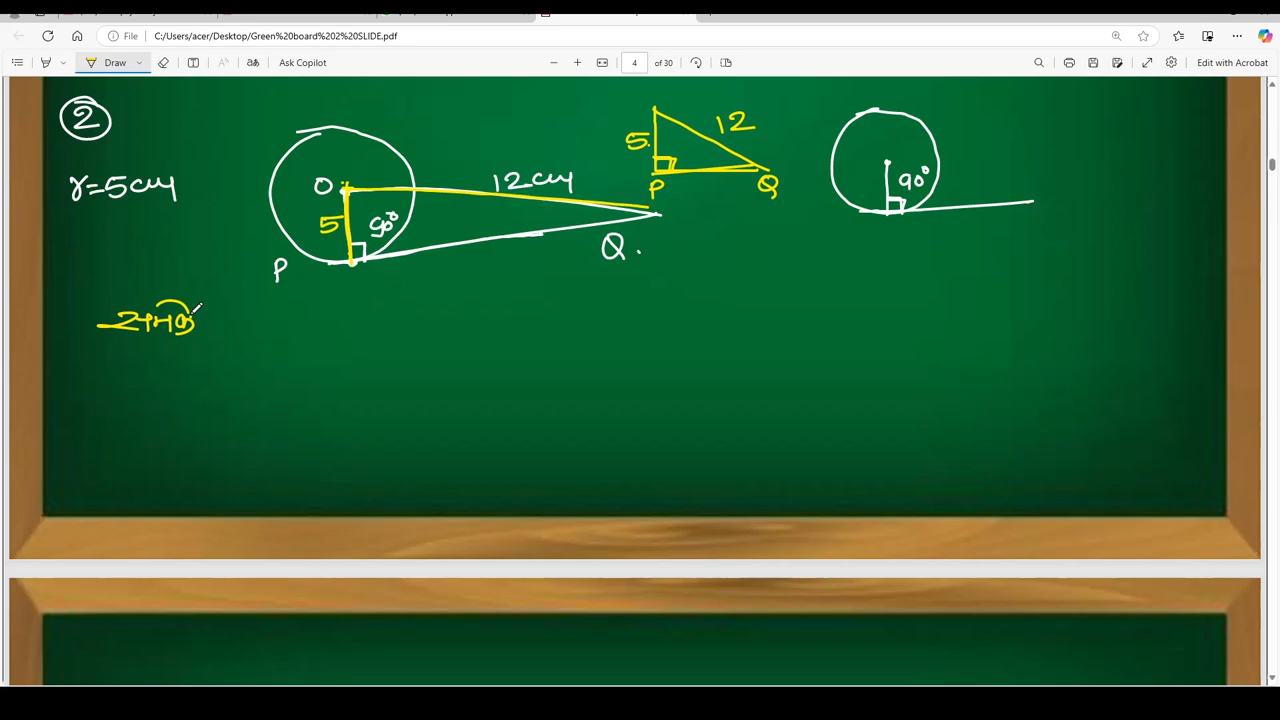 File
C:/Users/acer/Desktop/Green%20board%202%20SLIDE.pdf
Draw
Ask Copilot
4 of 30
Edit with Acrobat
2
r=5cm
O
12cm
5
90°
P
Q.
5
12
P
Q
90°